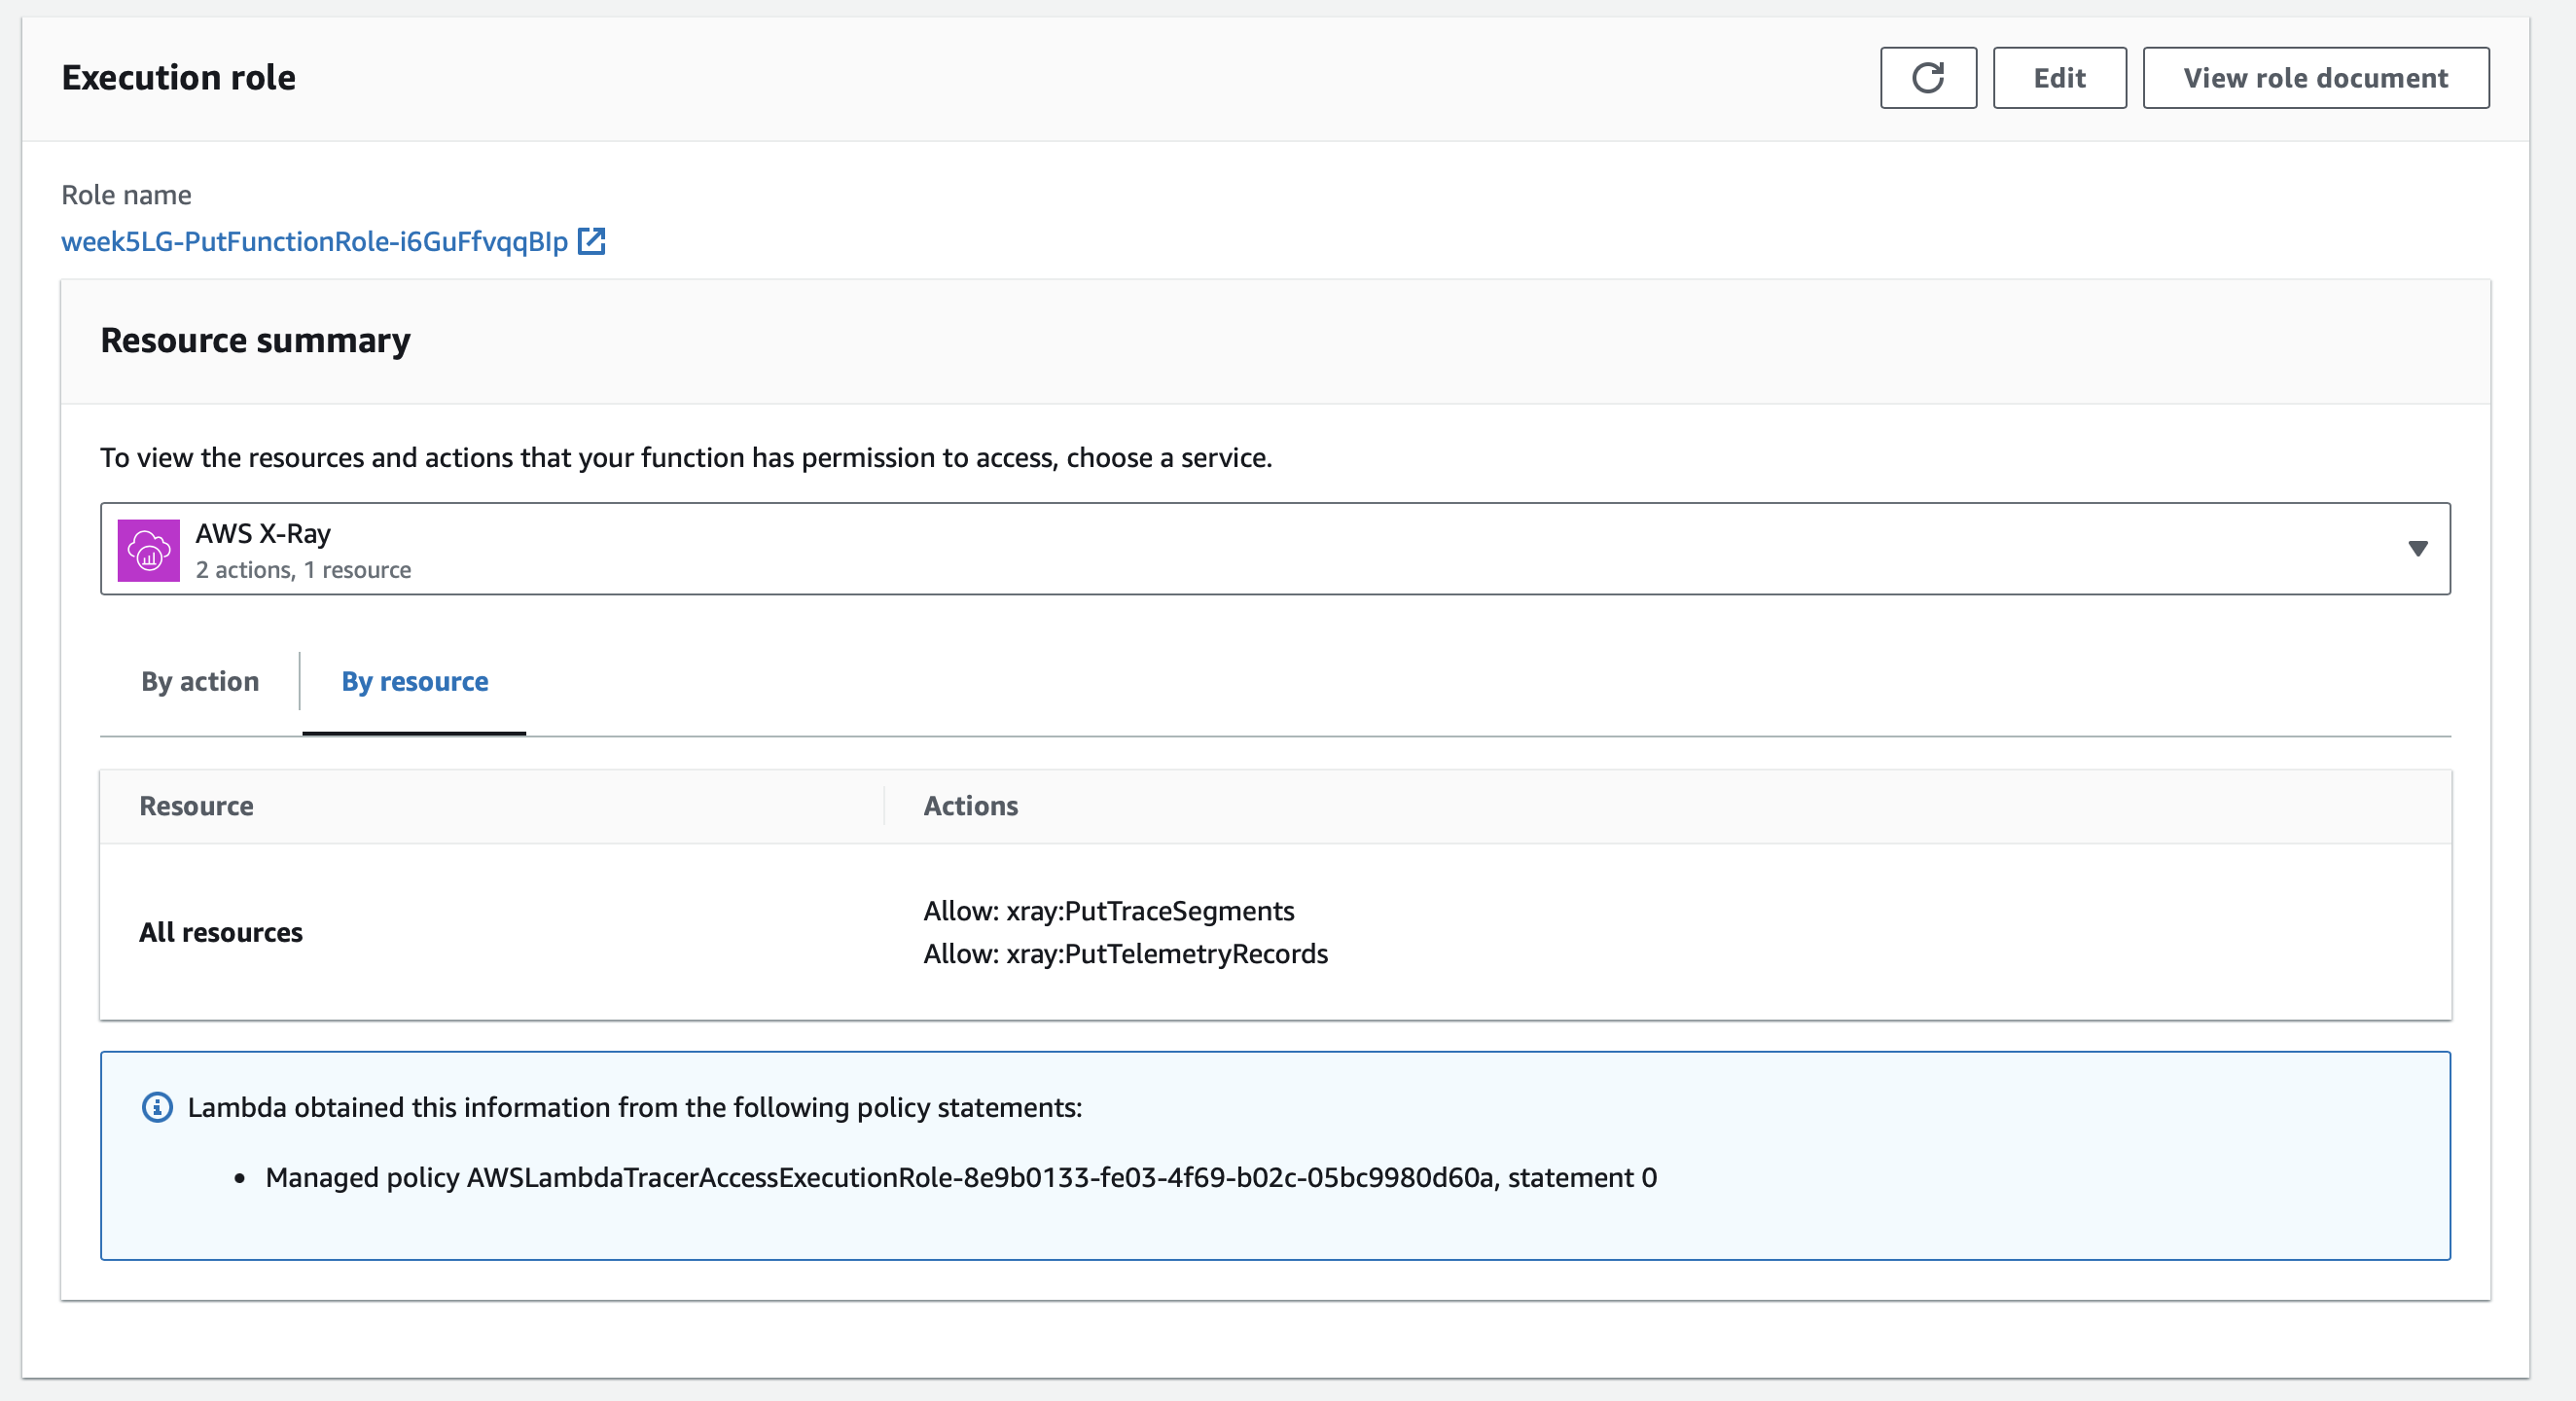 Execution role
Edit
View role document
Role name
week5LG-PutFunctionRole-i6GuFfvqqBIp
Resource summary
To view the resources and actions that your function has permission to access, choose a service.
AWS X-Ray
2 actions, 1 resource
By action
By resource
Resource
Actions
All resources
Allow: xray:PutTraceSegments
Allow: xray:PutTelemetryRecords
Lambda obtained this information from the following policy statements:
• Managed policy AWSLambdaTracerAccessExecutionRole-8e9b0133-fe03-4f69-b02c-05bc9980d60a, statement 0